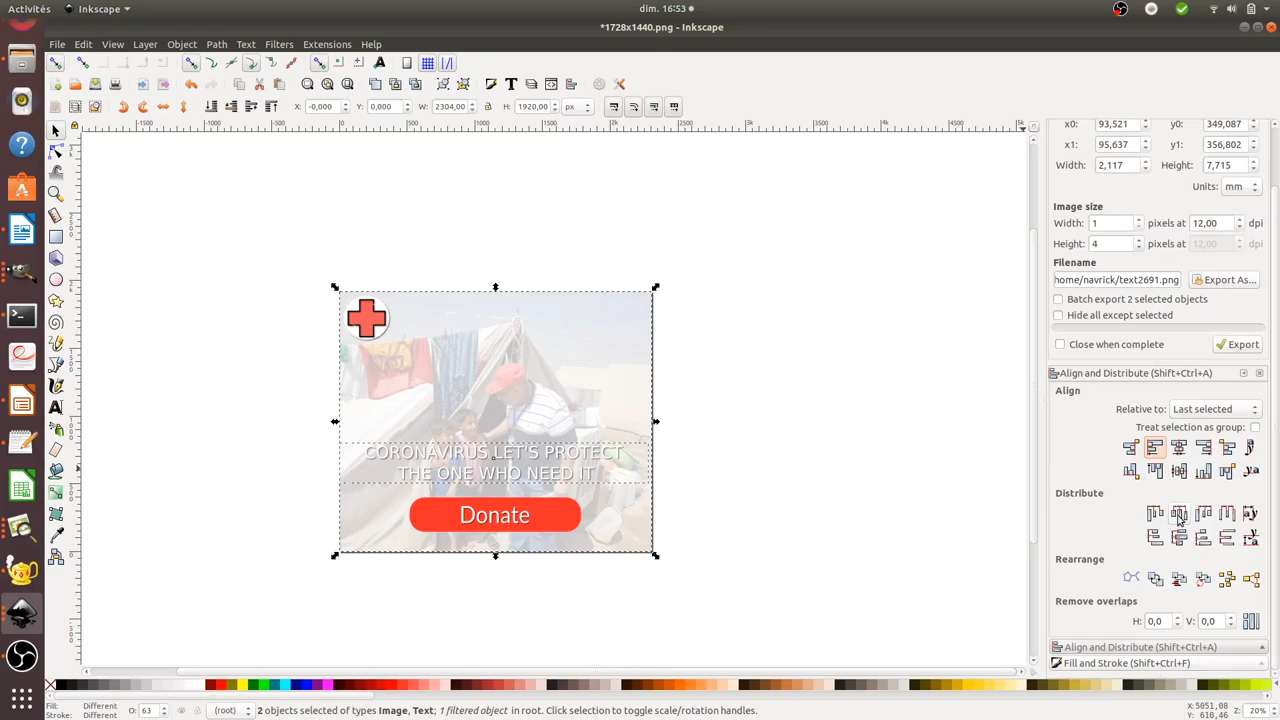 Activités
Inkscape
dim. 16:53
*1728x1440.png - Inkscape
File Edit View Layer Object Path Text Filters Extensions Help
X: -0,000 Y: 0,000 W: 2304,00 H: 1920,00 px
x0: 93,521 y0: 349,087
x1: 95,637 y1: 356,802
Width: 2,117 Height: 7,715
Units: mm
Image size
Width: 1 pixels at 12,00 dpi
Height: 4 pixels at 12,00 dpi
Filename
home/navrick/text2691.png Export As...
Batch export 2 selected objects
Hide all except selected
Close when complete Export
Align and Distribute (Shift+Ctrl+A)
Align
Relative to: Last selected
Treat selection as group:
Distribute
Rearrange
Remove overlaps
H: 0,0 V: 0,0
Align and Distribute (Shift+Ctrl+A)
Fill and Stroke (Shift+Ctrl+F)
CORONAVIRUS LET'S PROTECT
THE ONE WHO NEED IT
Donate
Fill: Different
Stroke: Different
O: 63
(root)
2 objects selected of types Image, Text; 1 filtered object in root. Click selection to toggle scale/rotation handles.
X: 5051,08
Y: 610,46
Z: 20%